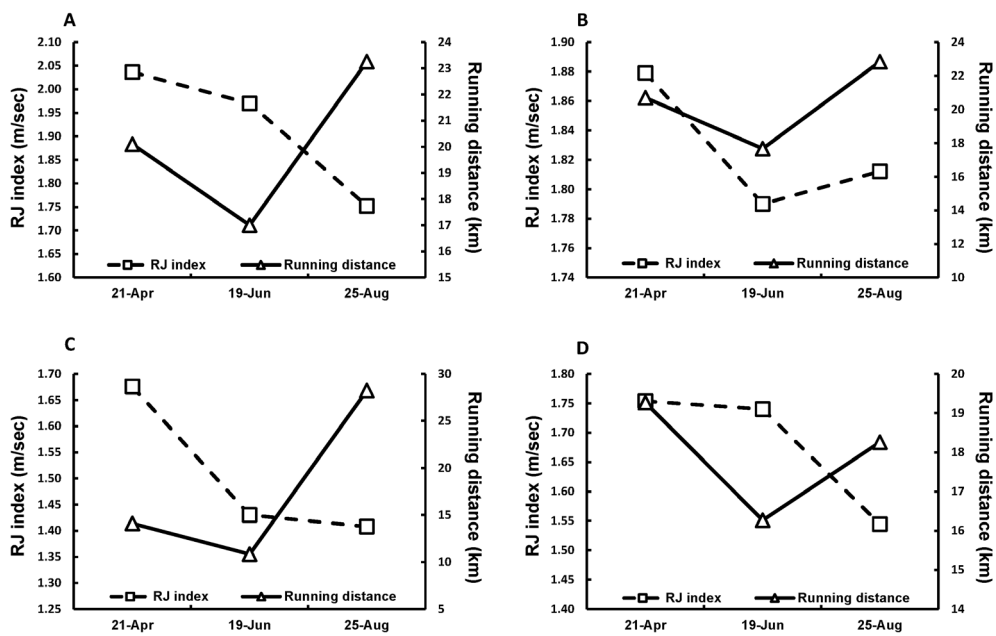 A
RJ index (m/sec)
2.10
2.05
2.00
1.95
1.90
1.85
1.80
1.75
1.70
1.65
1.60
24
23
22
21
20
19
18
17
16
15
Running distance (km)
RJ index
Running distance
21-Apr
19-Jun
25-Aug
B
RJ index (m/sec)
1.90
1.88
1.86
1.84
1.82
1.80
1.78
1.76
1.74
24
22
20
18
16
14
12
10
Running distance (km)
RJ index
Running distance
21-Apr
19-Jun
25-Aug
C
RJ index (m/sec)
1.70
1.65
1.60
1.55
1.50
1.45
1.40
1.35
1.30
1.25
30
25
20
15
10
5
Running distance (km)
RJ index
Running distance
21-Apr
19-Jun
25-Aug
D
RJ index (m/sec)
1.80
1.75
1.70
1.65
1.60
1.55
1.50
1.45
1.40
20
19
18
17
16
15
14
Running distance (km)
RJ index
Running distance
21-Apr
19-Jun
25-Aug